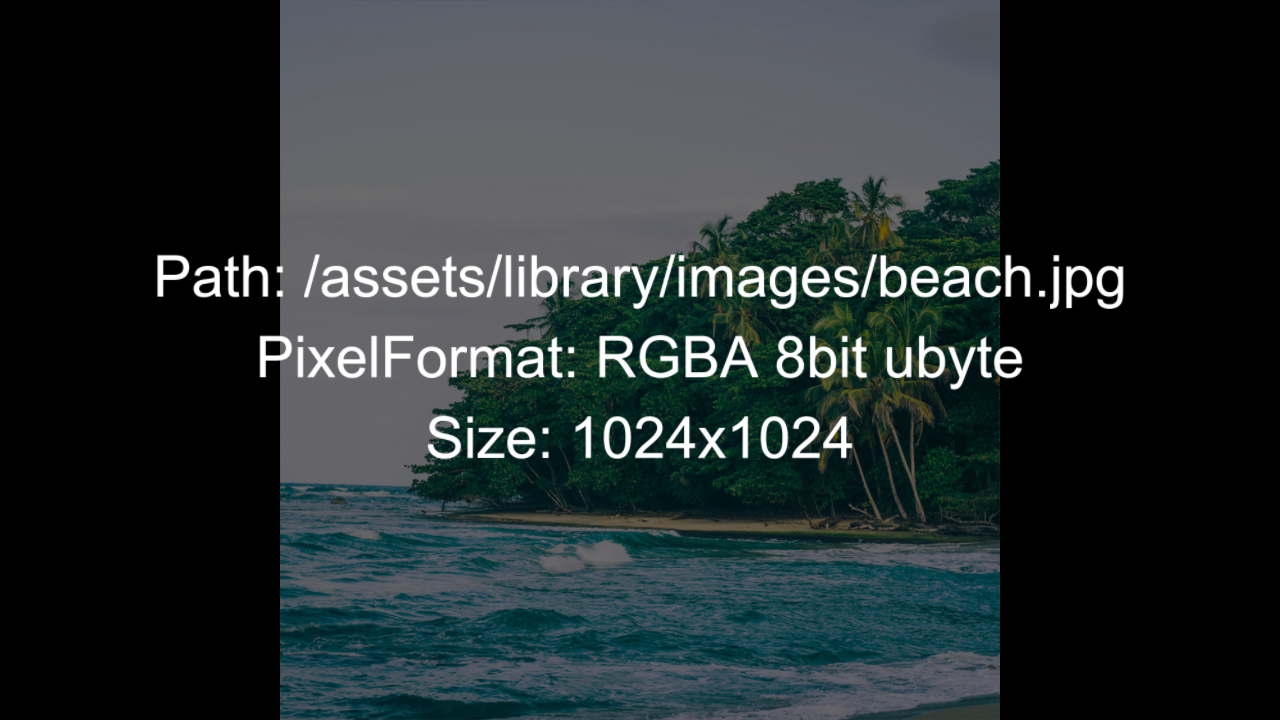 Path: /assets/library/images/beach.jpg
PixelFormat: RGBA 8bit ubyte
Size: 1024x1024